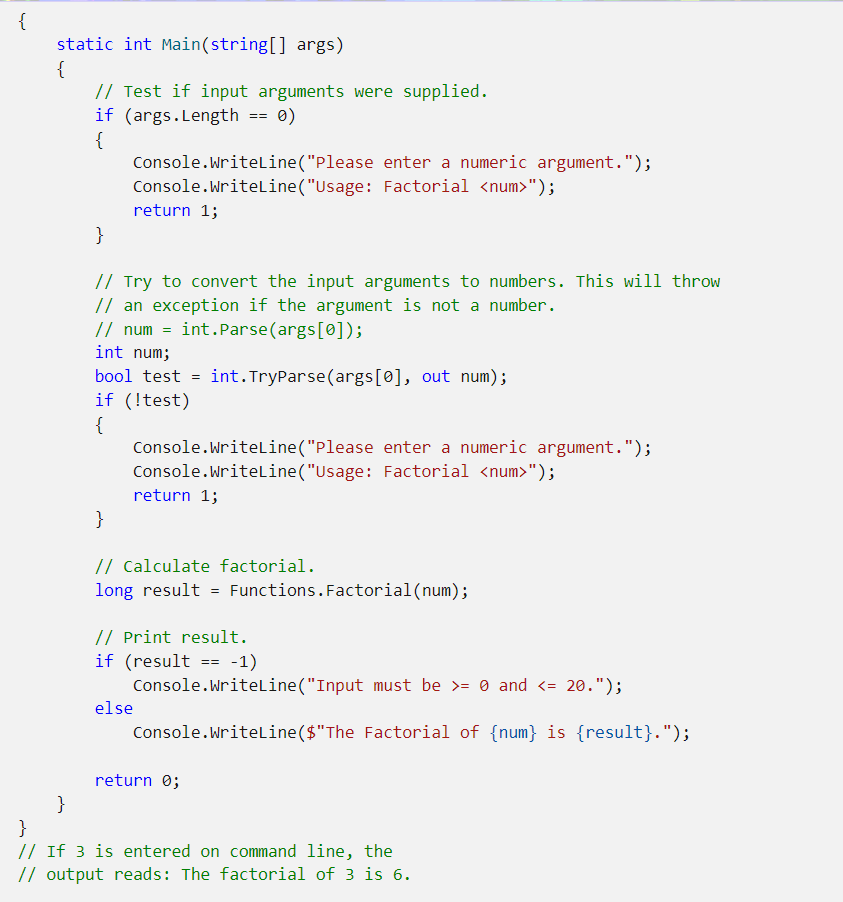 {
    static int Main(string[] args)
    {
        // Test if input arguments were supplied.
        if (args.Length == 0)
        {
            Console.WriteLine("Please enter a numeric argument.");
            Console.WriteLine("Usage: Factorial <num>");
            return 1;
        }

        // Try to convert the input arguments to numbers. This will throw
        // an exception if the argument is not a number.
        // num = int.Parse(args[0]);
        int num;
        bool test = int.TryParse(args[0], out num);
        if (!test)
        {
            Console.WriteLine("Please enter a numeric argument.");
            Console.WriteLine("Usage: Factorial <num>");
            return 1;
        }

        // Calculate factorial.
        long result = Functions.Factorial(num);

        // Print result.
        if (result == -1)
            Console.WriteLine("Input must be >= 0 and <= 20.");
        else
            Console.WriteLine($"The Factorial of {num} is {result}.");

        return 0;
    }
}
// If 3 is entered on command line, the
// output reads: The factorial of 3 is 6.